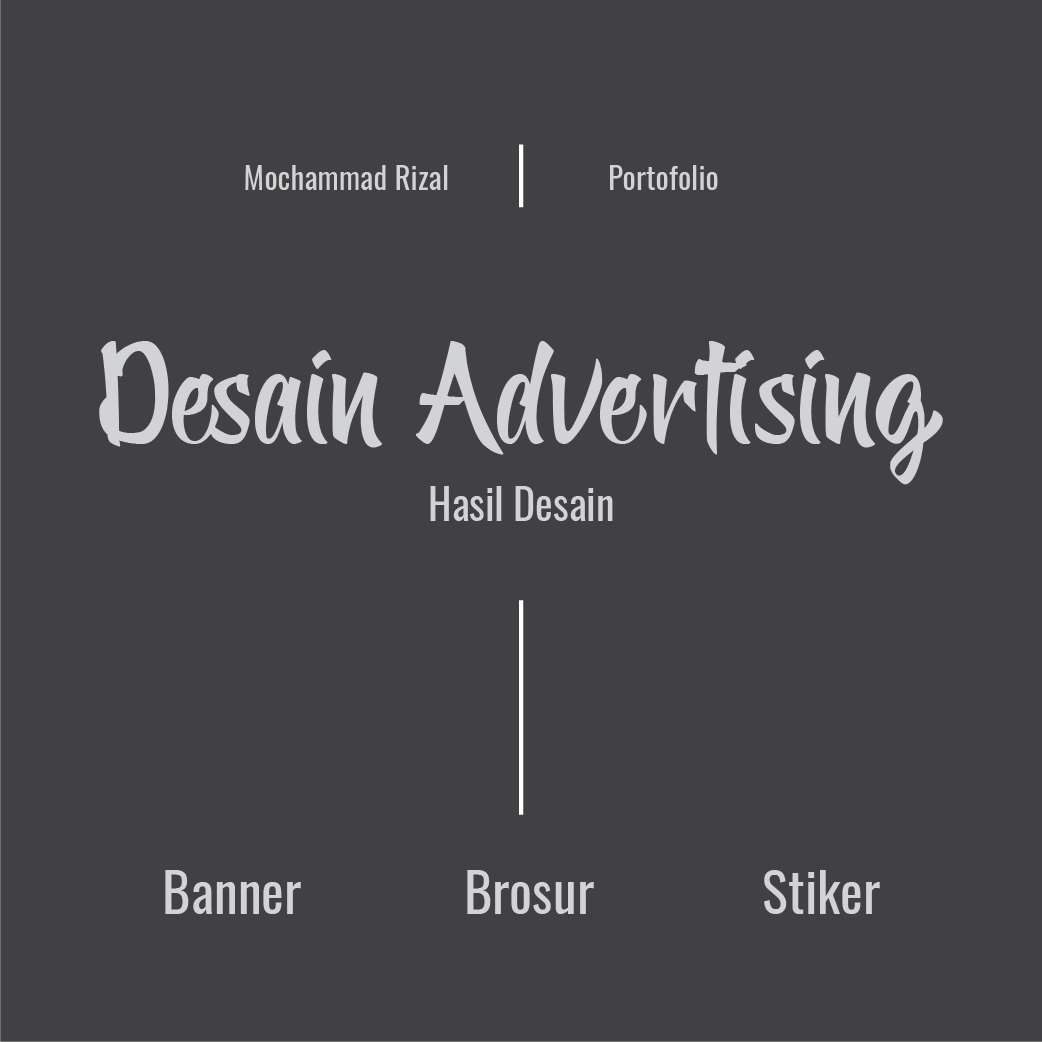 Mochammad Rizal Portofolio
Desain Advertising
Hasil Desain
Banner Brosur Stiker